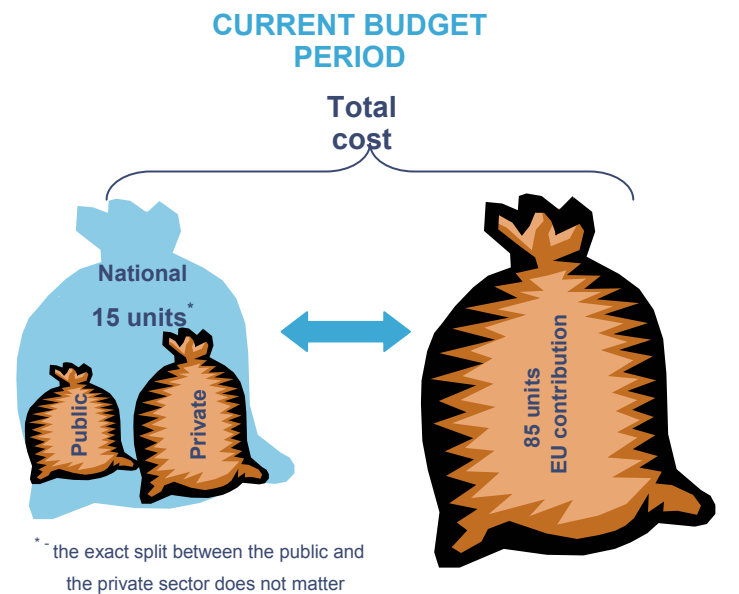 CURRENT BUDGET
PERIOD
Total
cost
National
15 units*
Public
Private
85 units
EU contribution
* - the exact split between the public and
the private sector does not matter